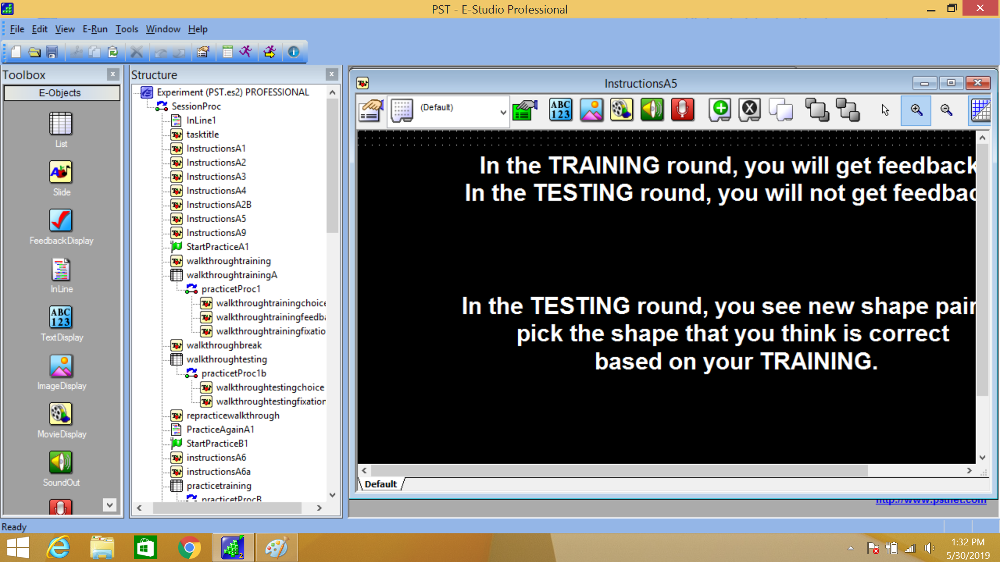 PST - E-Studio Professional
File Edit View E-Run Tools Window Help
Toolbox
E-Objects
List
Slide
FeedbackDisplay
InLine
ABC
123
TextDisplay
ImageDisplay
MovieDisplay
SoundOut
Structure
Experiment (PST.es2) PROFESSIONAL
SessionProc
InLine1
tasktitle
InstructionsA1
InstructionsA2
InstructionsA3
InstructionsA4
InstructionsA2B
InstructionsA5
InstructionsA9
StartPracticeA1
walkthroughtraining
walkthroughtrainingA
practicetProc1
walkthroughtrainingchoice
walkthroughtrainingfeedba
walkthroughtrainingfixatio
walkthroughbreak
walkthroughtesting
practicetProc1b
walkthroughtestingchoice
walkthroughtestingfixation
repracticewalkthrough
PracticeAgainA1
StartPracticeB1
instructionsA6
instructionsA6a
practicetraining
practicetProcB
InstructionsA5
(Default)
ABC
123
In the TRAINING round, you will get feedback
In the TESTING round, you will not get feedbac
In the TESTING round, you see new shape pair
pick the shape that you think is correct
based on your TRAINING.
Default
http://www.pstnet.com
Ready
1:32 PM
5/30/2019